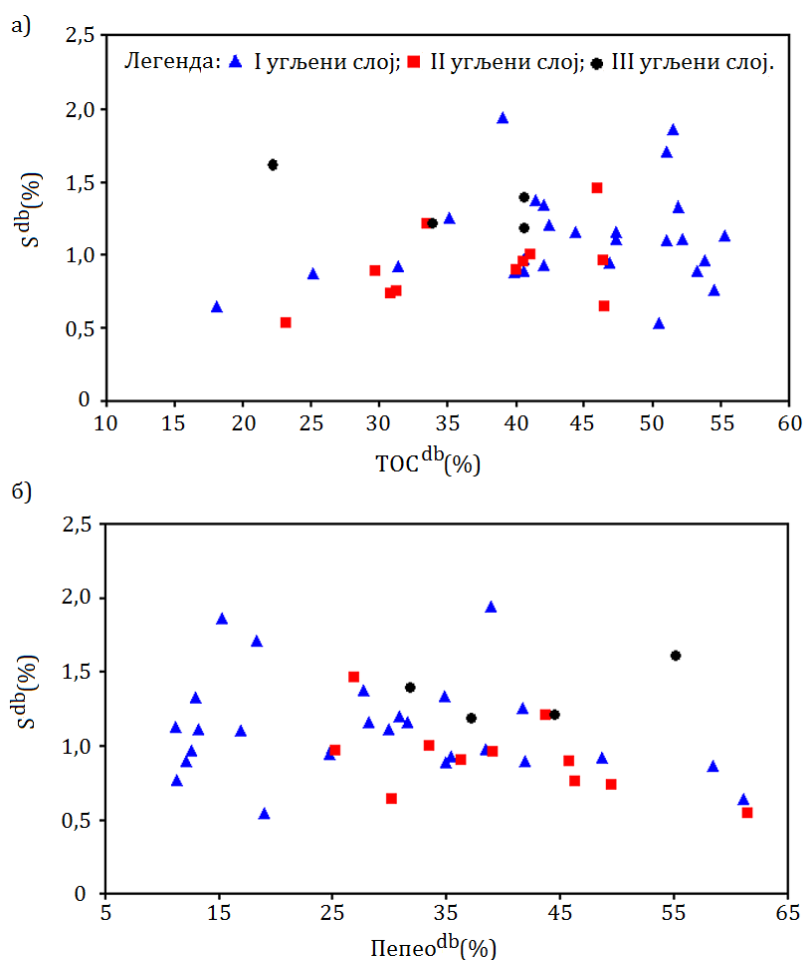 а)
2,5
Легенда: I угљени слој; II угљени слој; III угљени слој.
2,0
1,5
S db (%)
1,0
0,5
0
10 15 20 25 30 35 40 45 50 55 60
TOC db (%)
б)
2,5
2,0
1,5
S db (%)
1,0
0,5
0
5 15 25 35 45 55 65
Пепео db (%)